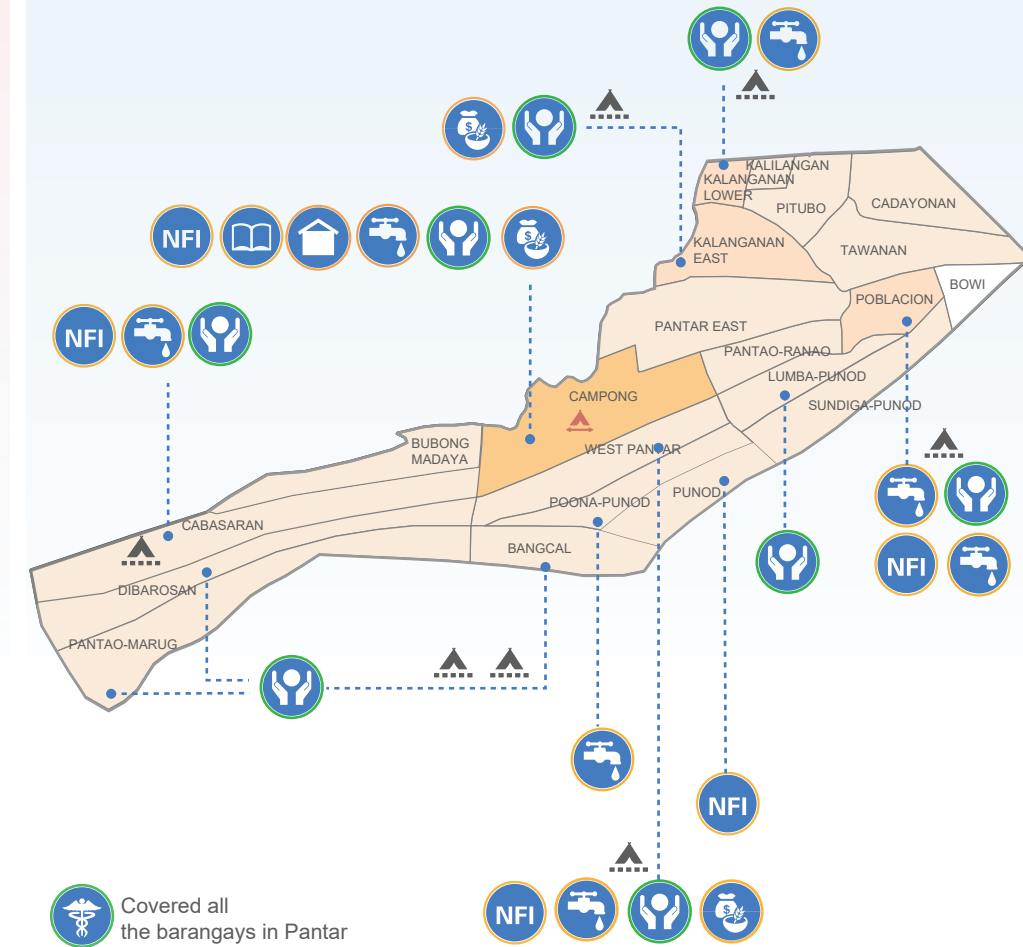 KALILANGAN
KALANGANAN
LOWER
PITUBO
CADAYONAN
NFI
KALANGANAN
EAST
TAWANAN
BOWI
POBLACION
NFI
PANTAR EAST
PANTAO-RANAO
LUMBA-PUNOD
CAMPONG
SUNDIGA-PUNOD
BUBONG
MADAYA
WEST PANTAR
PUNOD
POONA-PUNOD
CABASARAN
BANGCAL
NFI
DIBAROSAN
PANTAO-MARUG
NFI
NFI
Covered all
the barangays in Pantar